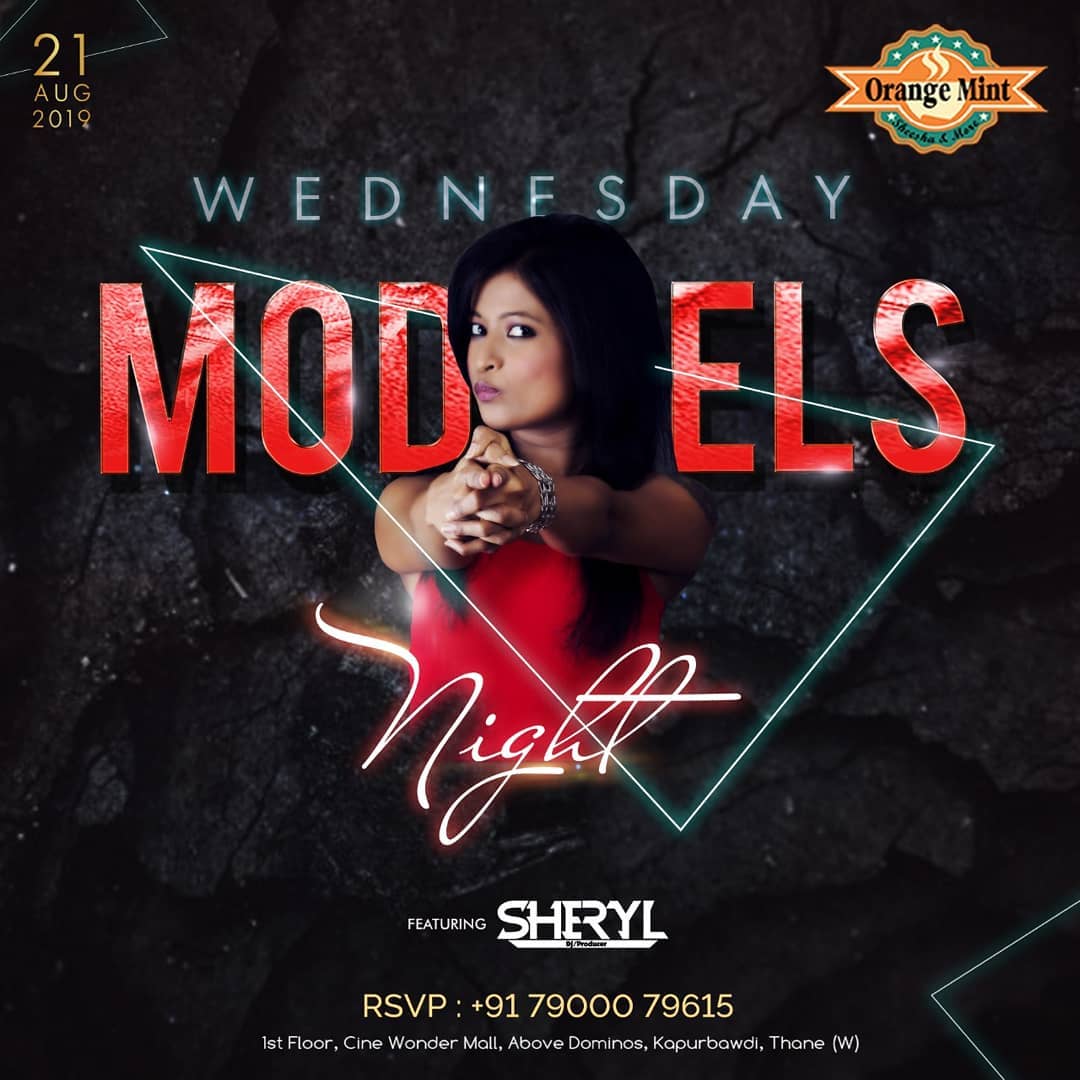 21
AUG
2019
Orange Mint
Sheesha & More
WEDNESDAY
MODELS
Night
FEATURING SHERYL
DJ/Producer
RSVP : +91 79000 79615
1st Floor, Cine Wonder Mall, Above Dominos, Kapurbawdi, Thane (W)